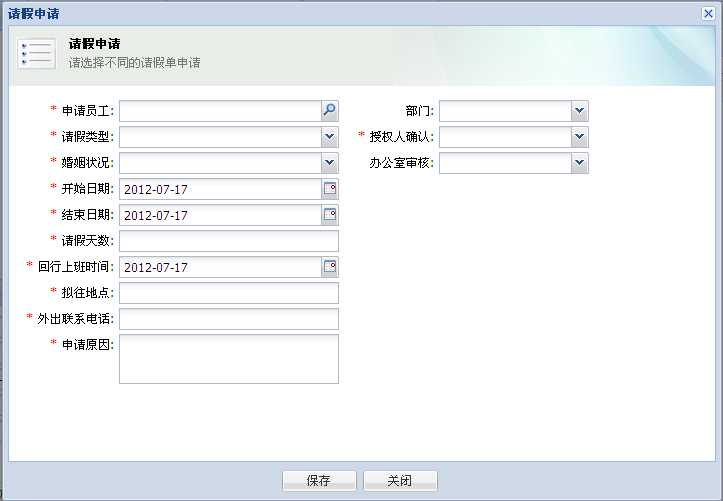 请假申请
请假申请
请选择不同的请假单申请
* 申请员工: 部门:
* 请假类型: * 授权人确认:
* 婚姻状况: 办公室审核:
* 开始日期: 2012-07-17
* 结束日期: 2012-07-17
* 请假天数:
* 回行上班时间: 2012-07-17
* 拟往地点:
* 外出联系电话:
* 申请原因:
保存 关闭